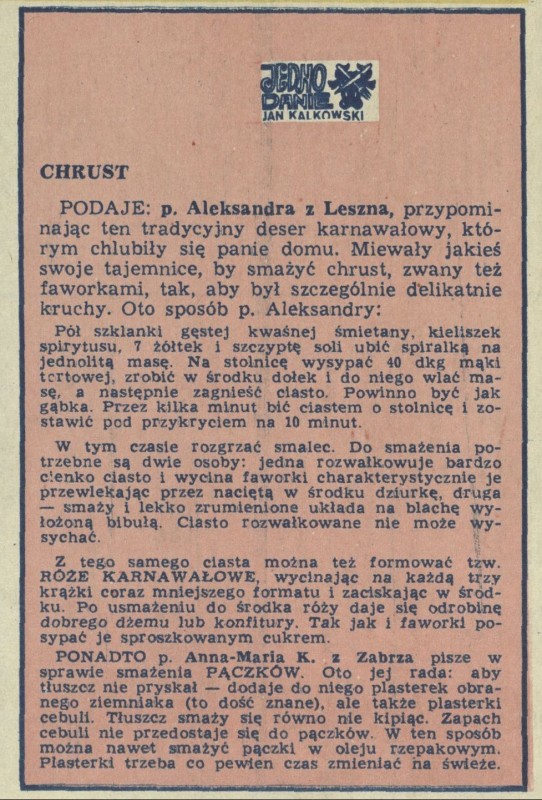 JEDNO
DANIE
JAN KALKOWSKI
CHRUST
PODAJE: p. Aleksandra z Leszna, przypomi-
nając ten tradycyjny deser karnawałowy, któ-
rym chlubiły się panie domu. Miewały jakieś
swoje tajemnice, by smażyć chrust, zwany też
faworkami, tak, aby był szczególnie delikatnie
kruchy. Oto sposób p. Aleksandry:
Pół szklanki gęstej kwaśnej śmietany, kieliszek
spirytusu, 7 żółtek i szczyptę soli ubić spiralką na
jednolitą masę. Na stolnicę wysypać 40 dkg mąki
tortowej, zrobić w środku dołek i do niego wlać ma-
sę, a następnie zagnieść ciasto. Powinno być jak
gąbka. Przez kilka minut bić ciastem o stolnicę i zo-
stawić pod przykryciem na 10 minut.
W tym czasie rozgrzać smalec. Do smażenia po-
trzebne są dwie osoby: jedna rozwałkowuje bardzo
cienko ciasto i wycina faworki charakterystycznie je
przewlekając przez naciętą w środku dziurkę, druga
— smaży i lekko zrumienione układa na blachę wy-
łożoną bibułą. Ciasto rozwałkowane nie może wy-
sychać.
Z tego samego ciasta można też formować tzw.
RÓŻE KARNAWAŁOWE, wycinając na każdą trzy
krążki coraz mniejszego formatu i zaciskając w środ-
ku. Po usmażeniu do środka róży daje się odrobinę
dobrego dżemu lub konfitury. Tak jak i faworki po-
sypać je sproszkowanym cukrem.
PONADTO p. Anna-Maria K. z Zabrza pisze w
sprawie smażenia PĄCZKÓW. Oto jej rada: aby
tłuszcz nie pryskał — dodaje do niego plasterek obra-
nego ziemniaka (to dość znane), ale także plasterki
cebuli. Tłuszcz smaży się równo nie kipiąc. Zapach
cebuli nie przedostaje się do pączków. W ten sposób
można nawet smażyć pączki w oleju rzepakowym.
Plasterki trzeba co pewien czas zmieniać na świeże.